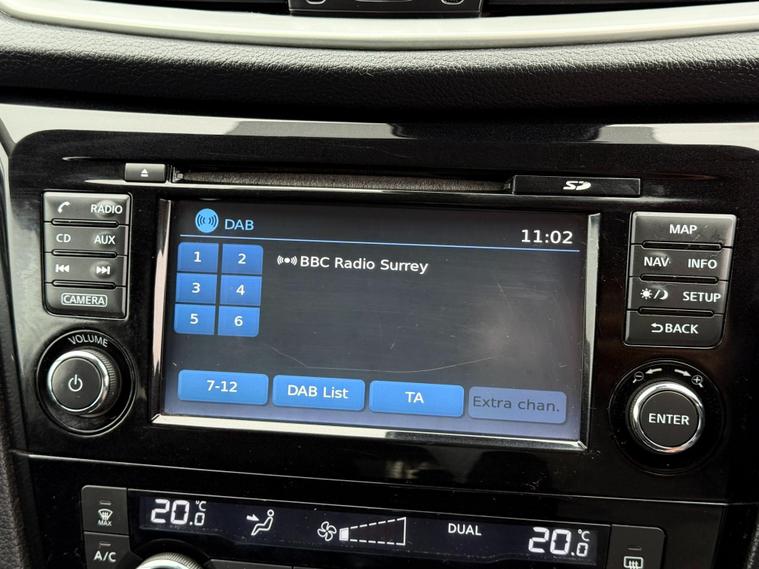 RADIO
CD AUX
CAMERA
VOLUME
SD
DAB
11:02
1 2
BBC Radio Surrey
3 4
5 6
7-12
DAB List
TA
Extra chan.
MAP
NAV INFO
SETUP
BACK
ENTER
MAX
A/C
20.0 °C
DUAL
20.0 °C